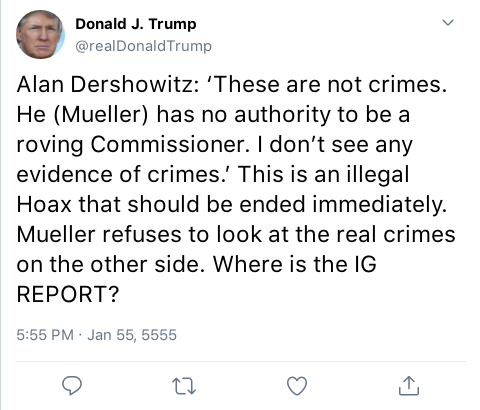 Donald J. Trump
@realDonaldTrump
Alan Dershowitz: ‘These are not crimes.
He (Mueller) has no authority to be a
roving Commissioner. I don’t see any
evidence of crimes.’ This is an illegal
Hoax that should be ended immediately.
Mueller refuses to look at the real crimes
on the other side. Where is the IG
REPORT?
5:55 PM · Jan 55, 5555